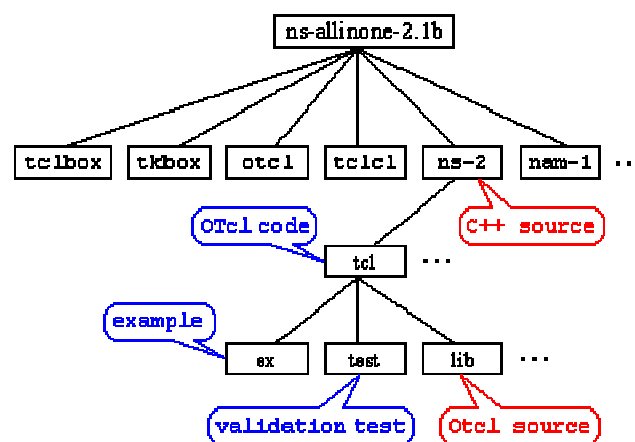 ns-allinone-2.1b
tclbox tkbox otcl tclcl ns-2 nam-1 ..
OTcl code C++ source
tcl ...
example
ex test lib ...
validation test Otcl source